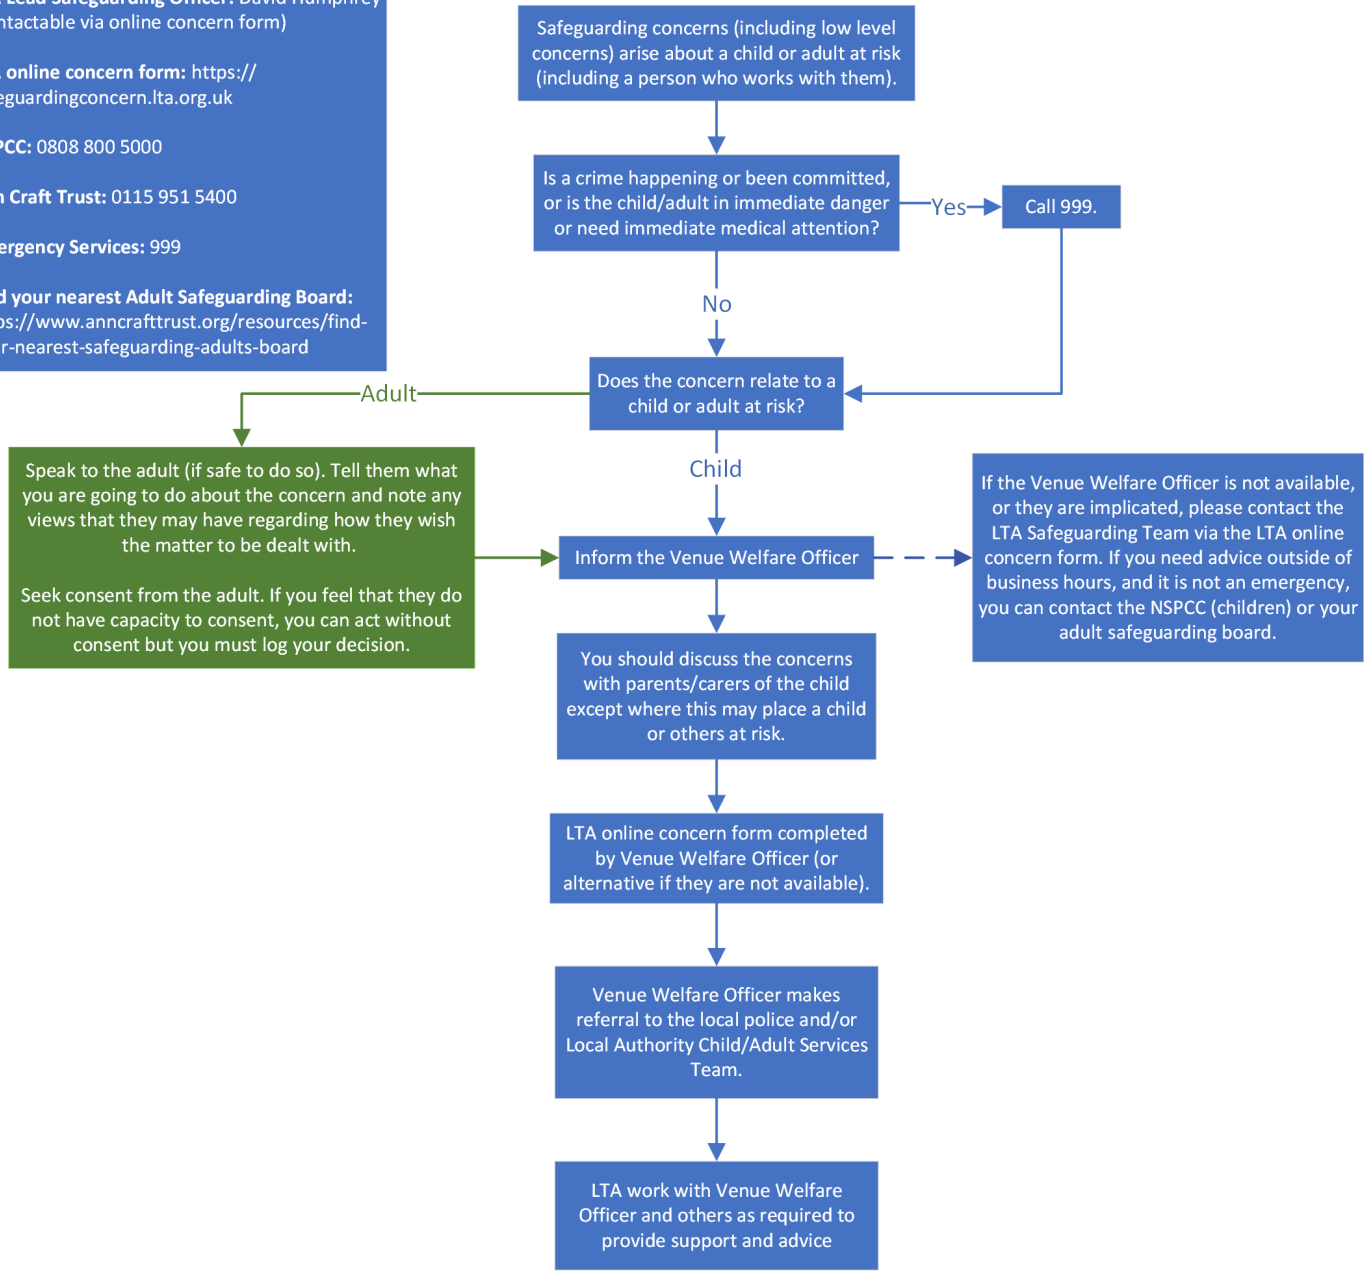 Lead Safeguarding Officer: David Humphrey
ntactable via online concern form)
online concern form: https://
eguardingconcern.lta.org.uk
PCC: 0808 800 5000
n Craft Trust: 0115 951 5400
ergency Services: 999
d your nearest Adult Safeguarding Board:
ps://www.anncrafttrust.org/resources/find-
r-nearest-safeguarding-adults-board
Safeguarding concerns (including low level
concerns) arise about a child or adult at risk
(including a person who works with them).
Is a crime happening or been committed,
or is the child/adult in immediate danger
or need immediate medical attention?
Yes
Call 999.
No
Does the concern relate to a
child or adult at risk?
Adult
Child
Speak to the adult (if safe to do so). Tell them what
you are going to do about the concern and note any
views that they may have regarding how they wish
the matter to be dealt with.
Seek consent from the adult. If you feel that they do
not have capacity to consent, you can act without
consent but you must log your decision.
Inform the Venue Welfare Officer
If the Venue Welfare Officer is not available,
or they are implicated, please contact the
LTA Safeguarding Team via the LTA online
concern form. If you need advice outside of
business hours, and it is not an emergency,
you can contact the NSPCC (children) or your
adult safeguarding board.
You should discuss the concerns
with parents/carers of the child
except where this may place a child
or others at risk.
LTA online concern form completed
by Venue Welfare Officer (or
alternative if they are not available).
Venue Welfare Officer makes
referral to the local police and/or
Local Authority Child/Adult Services
Team.
LTA work with Venue Welfare
Officer and others as required to
provide support and advice